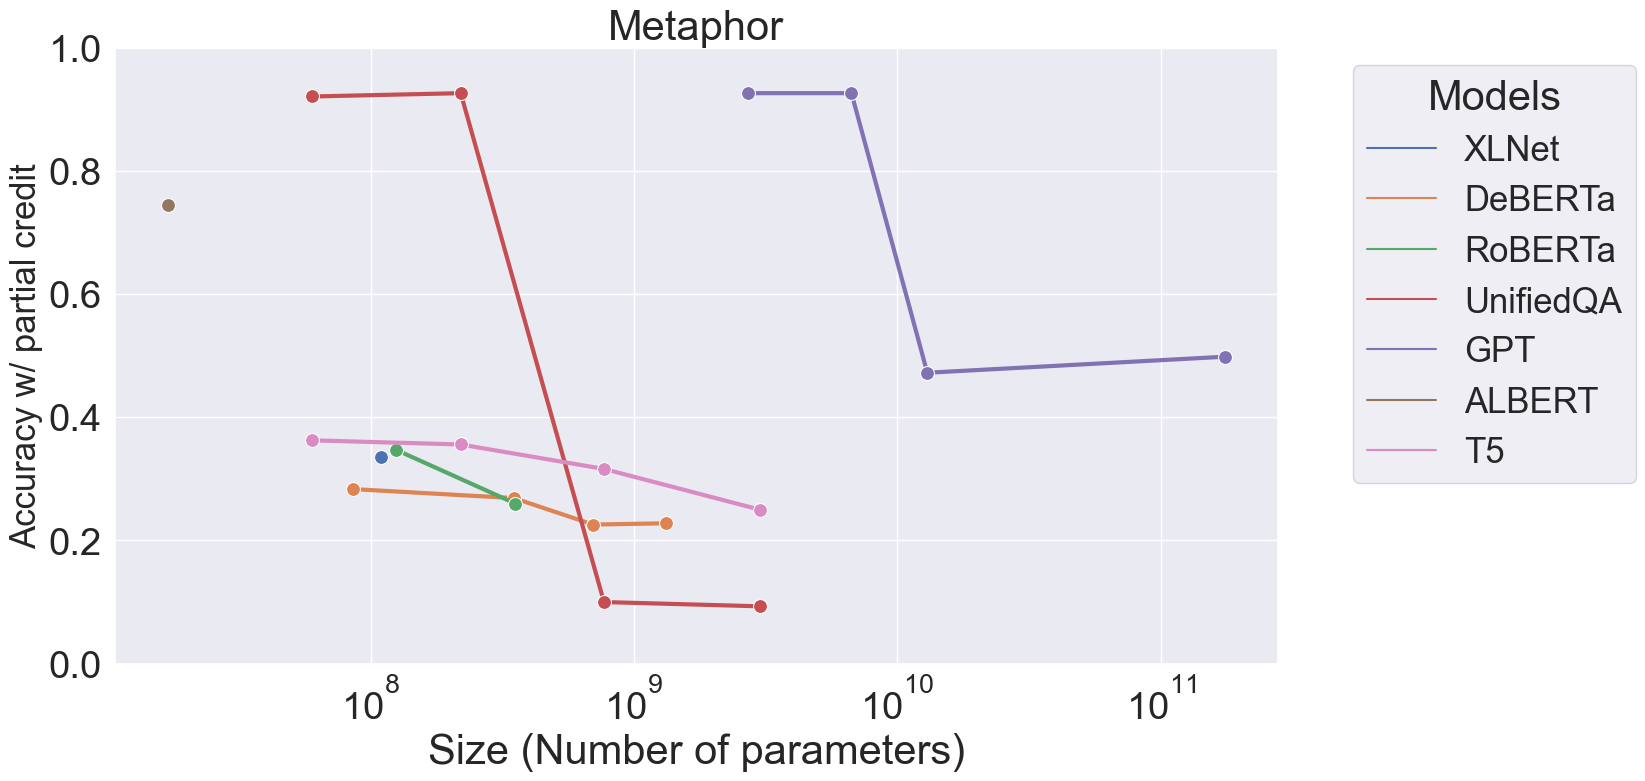 Metaphor
1.0
0.8
0.6
0.4
0.2
0.0
Accuracy w/ partial credit
10^8 10^9 10^10 10^11
Size (Number of parameters)
Models
XLNet
DeBERTa
RoBERTa
UnifiedQA
GPT
ALBERT
T5